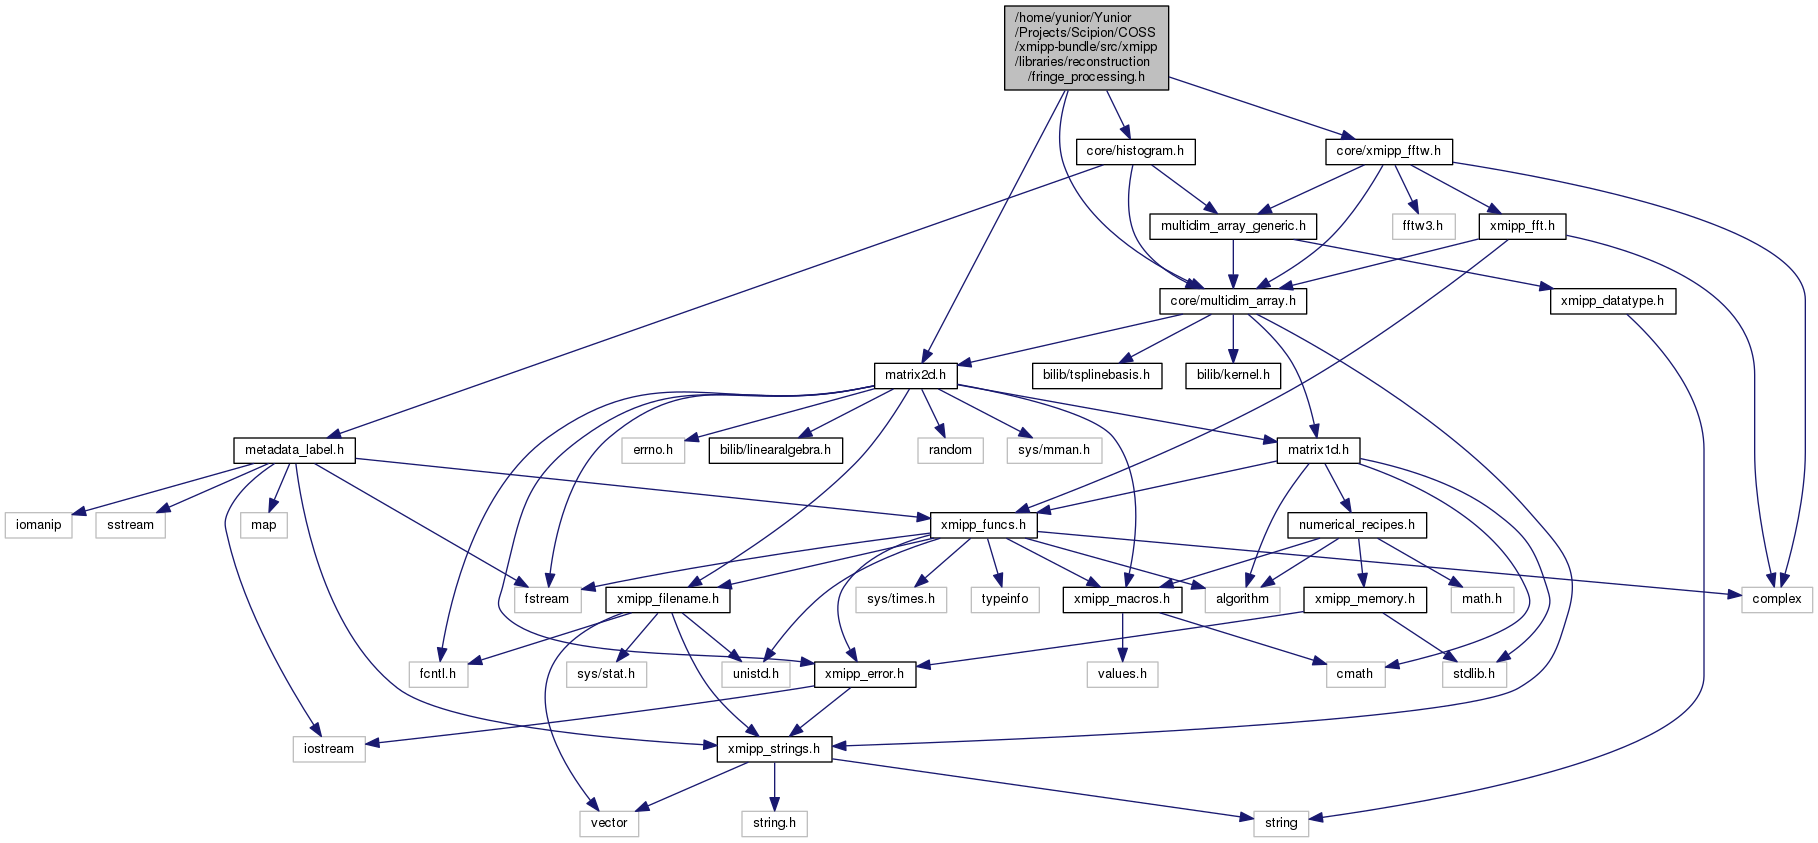 /home/yunior/Yunior
/Projects/Scipion/COSS
/xmipp-bundle/src/xmipp
/libraries/reconstruction
/fringe_processing.h
core/histogram.h
core/xmipp_fftw.h
multidim_array_generic.h
fftw3.h
xmipp_fft.h
core/multidim_array.h
xmipp_datatype.h
matrix2d.h
bilib/tsplinebasis.h
bilib/kernel.h
metadata_label.h
errno.h
bilib/linearalgebra.h
random
sys/mman.h
matrix1d.h
iomanip
sstream
map
xmipp_funcs.h
numerical_recipes.h
fstream
xmipp_filename.h
sys/times.h
typeinfo
xmipp_macros.h
algorithm
xmipp_memory.h
math.h
complex
fcntl.h
sys/stat.h
unistd.h
xmipp_error.h
values.h
cmath
stdlib.h
iostream
xmipp_strings.h
vector
string.h
string